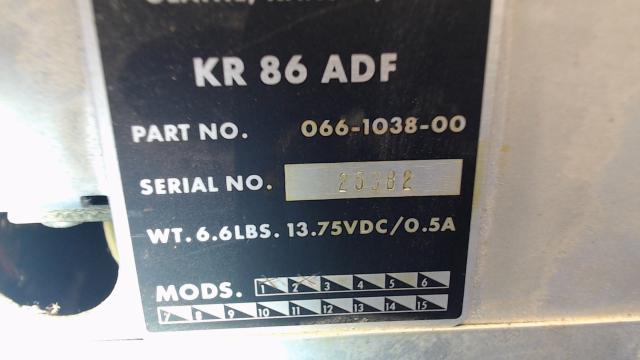 KR 86 ADF
PART NO. 066-1038-00
SERIAL NO. 25382
WT. 6.6LBS. 13.75VDC/0.5A
MODS. 1 2 3 4 5 6
7 8 9 10 11 12 13 14 15